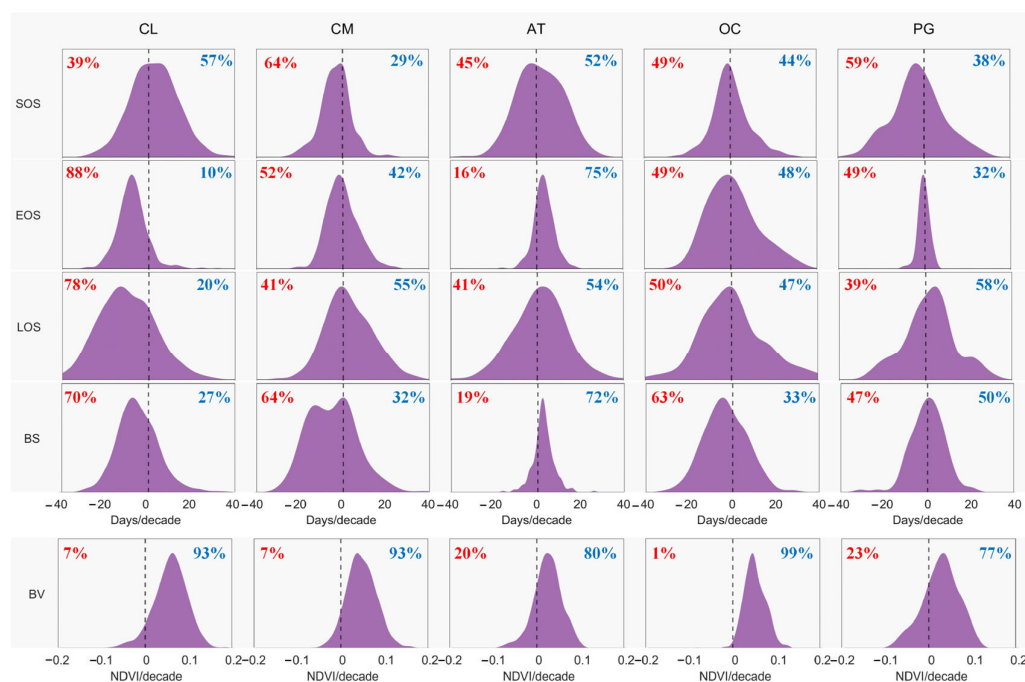 CL CM AT OC PG
SOS 39% 57% 64% 29% 45% 52% 49% 44% 59% 38%
EOS 88% 10% 52% 42% 16% 75% 49% 48% 49% 32%
LOS 78% 20% 41% 55% 41% 54% 50% 47% 39% 58%
BS 70% 27% 64% 32% 19% 72% 63% 33% 47% 50%
−40 −20 0 20 40 −40 −20 0 20 40 −40 −20 0 20 40 −40 −20 0 20 40 −40 −20 0 20 40
Days/decade Days/decade Days/decade Days/decade Days/decade
BV 7% 93% 7% 93% 20% 80% 1% 99% 23% 77%
−0.2 −0.1 0 0.1 0.2 −0.2 −0.1 0 0.1 0.2 −0.2 −0.1 0 0.1 0.2 −0.2 −0.1 0 0.1 0.2 −0.2 −0.1 0 0.1 0.2
NDVI/decade NDVI/decade NDVI/decade NDVI/decade NDVI/decade